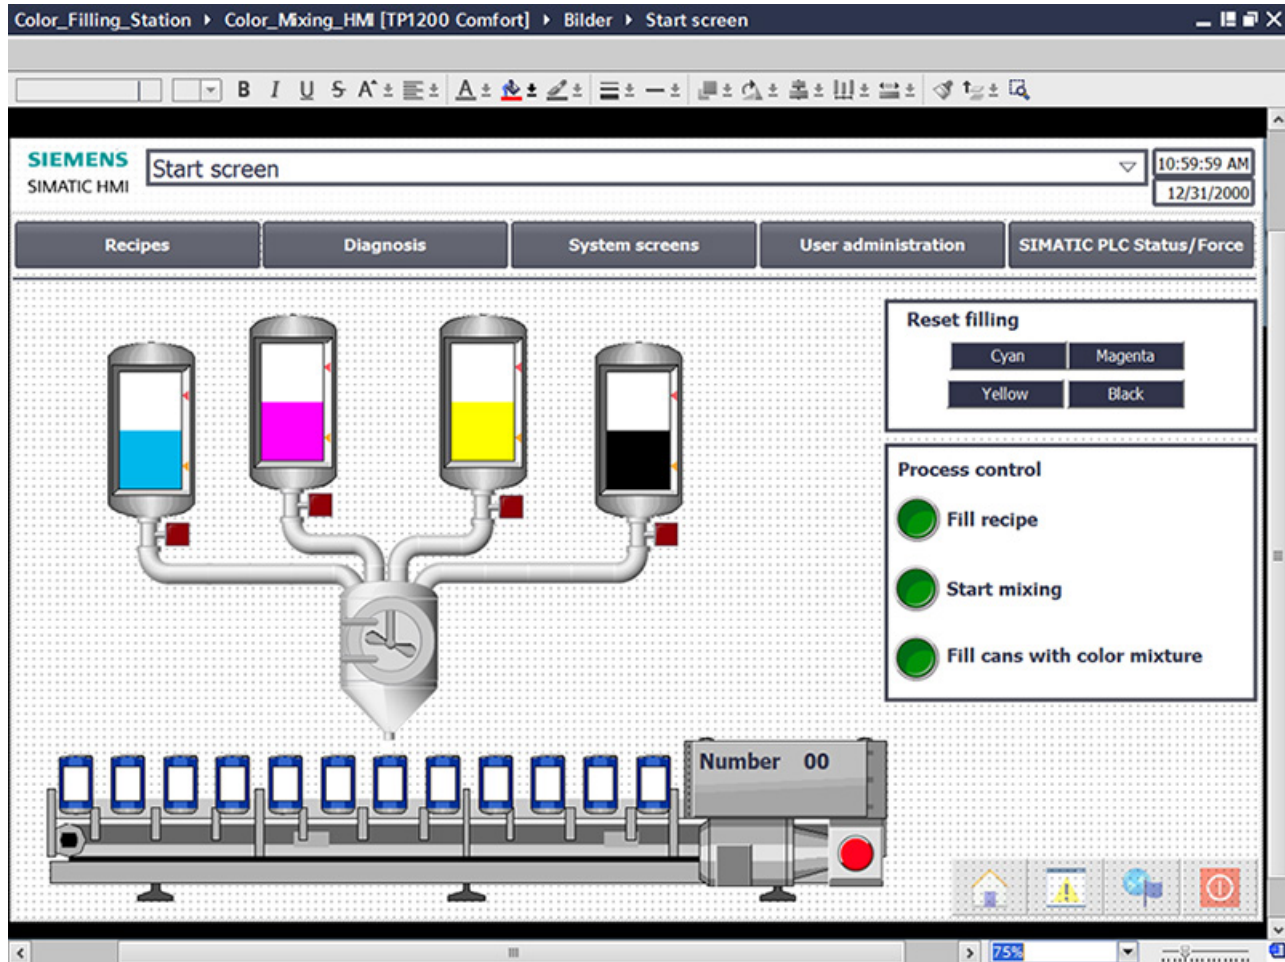 Color_Filling_Station ▸ Color_Mixing_HMI [TP1200 Comfort] ▸ Bilder ▸ Start screen
B I U S A A
SIEMENS
SIMATIC HMI
Start screen
10:59:59 AM
12/31/2000
Recipes Diagnosis System screens User administration SIMATIC PLC Status/Force
Reset filling
Cyan Magenta
Yellow Black
Process control
Fill recipe
Start mixing
Fill cans with color mixture
Number 00
75%